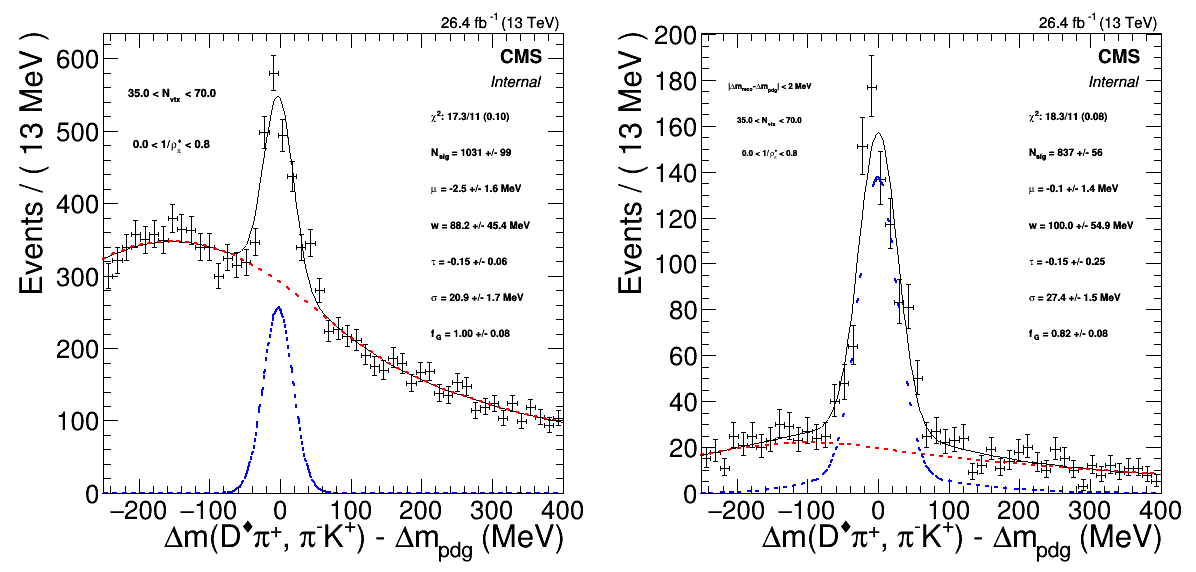 26.4 fb⁻¹ (13 TeV)
CMS
Internal
35.0 < N_vtx < 70.0
0.0 < 1/ρ_π^♦ < 0.8
χ²: 17.3/11 (0.10)
N_sig = 1031 +/- 99
μ = -2.5 +/- 1.6 MeV
w = 88.2 +/- 45.4 MeV
τ = -0.15 +/- 0.06
σ = 20.9 +/- 1.7 MeV
f_G = 1.00 +/- 0.08
Events / ( 13 MeV )
600
500
400
300
200
100
0
−200 −100 0 100 200 300 400
Δm(D♦π⁺, π⁻K⁺) - Δm_pdg (MeV)
26.4 fb⁻¹ (13 TeV)
CMS
Internal
|Δm_reco-Δm_pdg| < 2 MeV
35.0 < N_vtx < 70.0
0.0 < 1/ρ_π^♦ < 0.8
χ²: 18.3/11 (0.08)
N_sig = 837 +/- 56
μ = -0.1 +/- 1.4 MeV
w = 100.0 +/- 54.9 MeV
τ = -0.15 +/- 0.25
σ = 27.4 +/- 1.5 MeV
f_G = 0.82 +/- 0.08
Events / ( 13 MeV )
200
180
160
140
120
100
80
60
40
20
0
−200 −100 0 100 200 300 400
Δm(D♦π⁺, π⁻K⁺) - Δm_pdg (MeV)